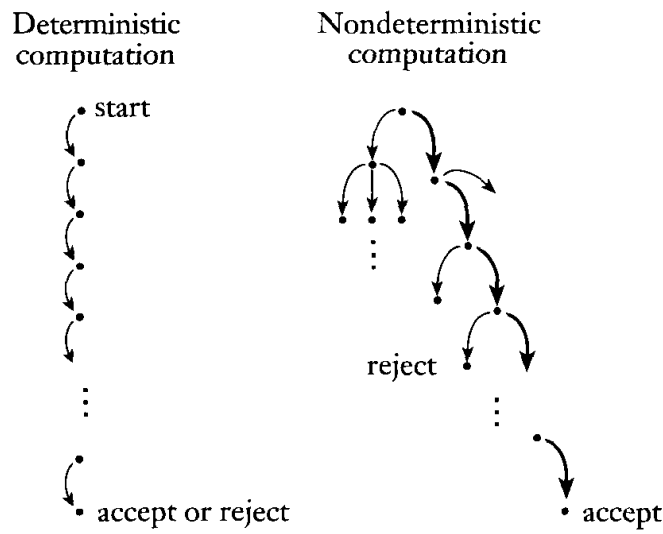 Deterministic
computation
Nondeterministic
computation
start
reject
accept or reject
accept